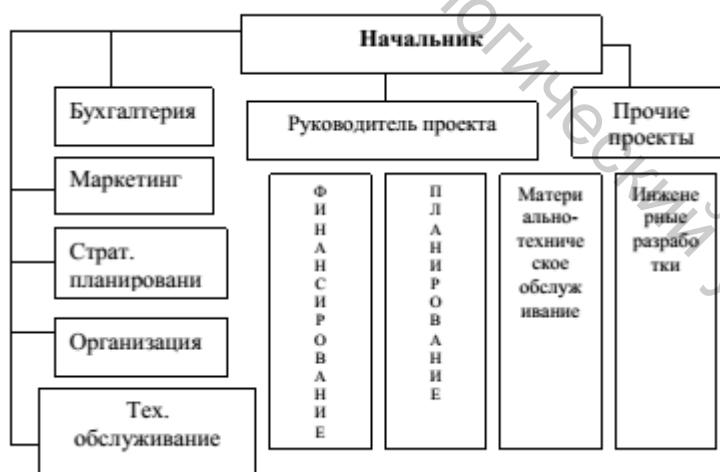 Начальник
Бухгалтерия
Руководитель проекта
Прочие
проекты
Маркетинг
Страт.
планировани
Организация
Тех.
обслуживание
Ф
И
Н
А
Н
С
И
Р
О
В
А
Н
И
Е
П
Л
А
Н
И
Р
О
В
А
Н
И
Е
Матери
ально-
техниче
ское
обслуж
ивание
Инжене
рные
разрабо
тки